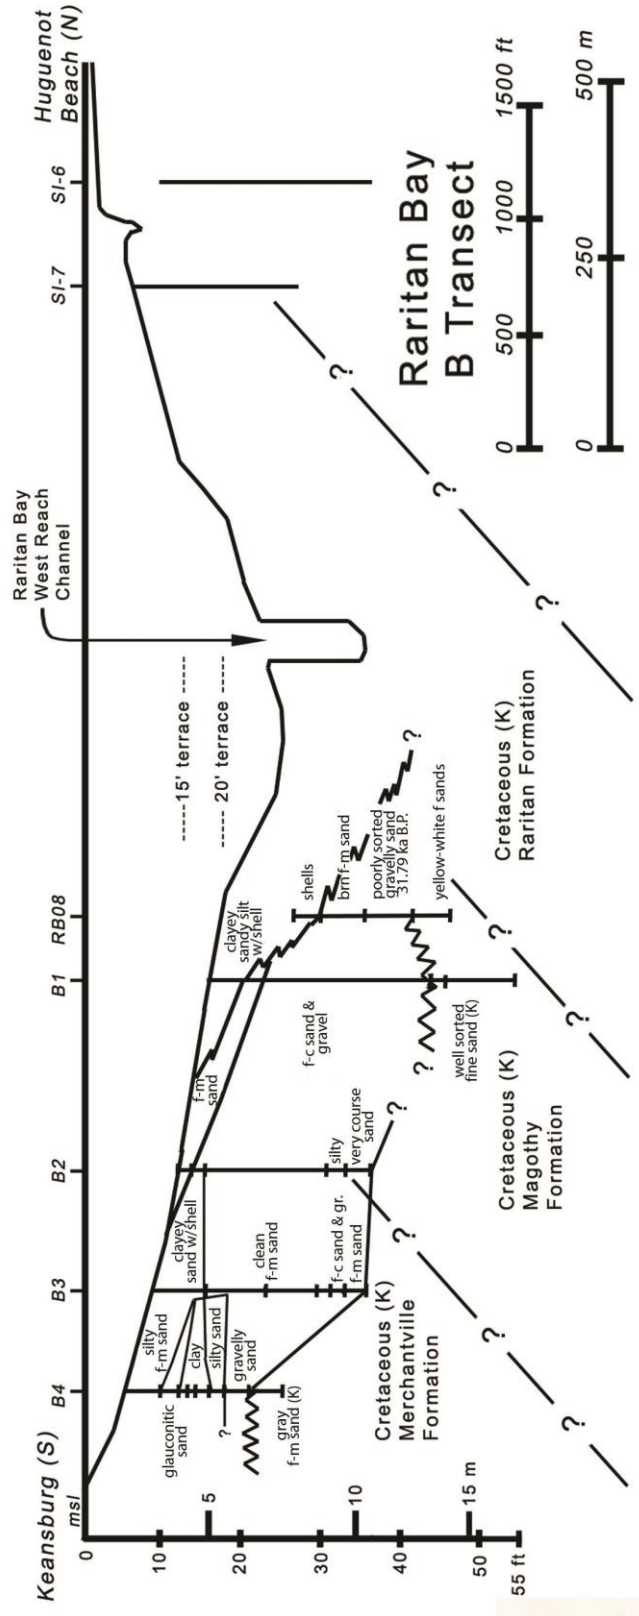 Keansburg (S)
msl
B4
B3
B2
B1
RB08
Raritan Bay
West Reach
Channel
SI-7
SI-6
Huguenot
Beach (N)
----15' terrace ----
---- 20' terrace ----
glauconitic
sand
silty
f-m sand
clay
silty sand
gravelly
sand
?
gray
f-m sand (K)
clayey
sand w/shell
clean
f-m sand
f-c sand & gr.
f-m sand
f-m
sand
silty
very course
sand
?
f-c sand &
gravel
?
well sorted
fine sand (K)
clayey
sandy silt
w/shell
shells
brn f-m sand
poorly sorted
gravelly sand
31.79 ka B.P.
yellow-white f sands
?
Cretaceous (K)
Merchantville
Formation
Cretaceous (K)
Magothy
Formation
Cretaceous (K)
Raritan Formation
?
?
?
?
?
?
?
?
Raritan Bay
B Transect
0
500
1000
1500 ft
0
250
500 m
0
10
20
30
40
50
55 ft
5
10
15 m